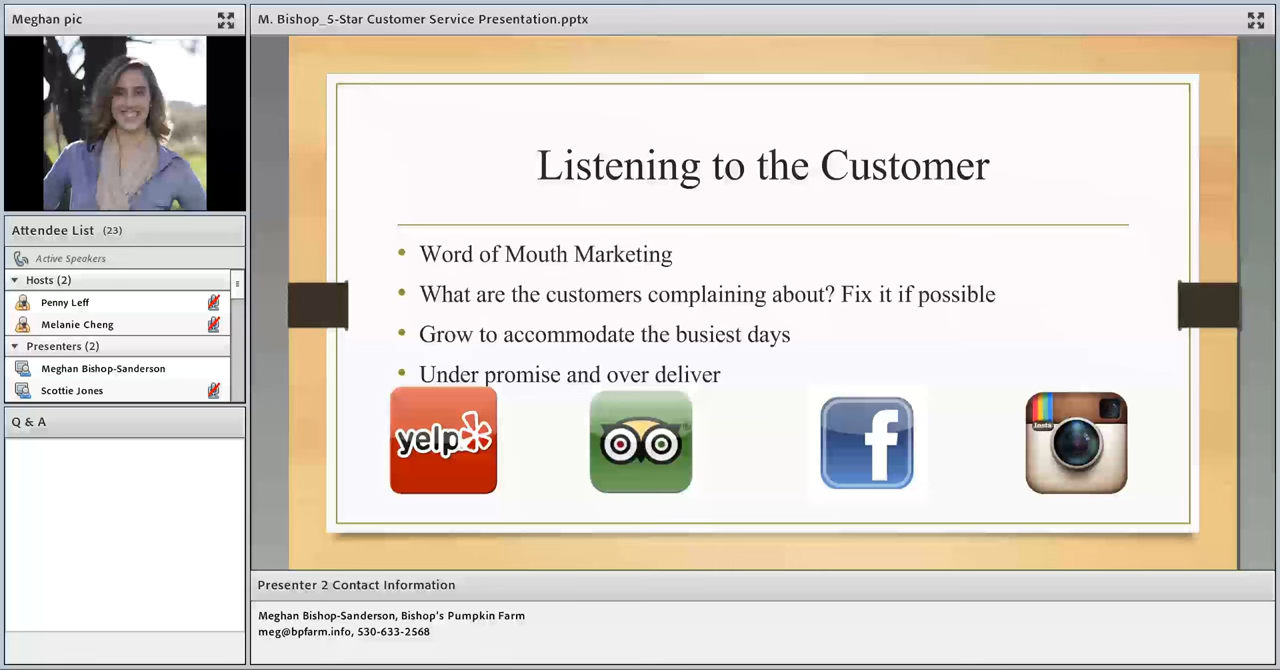 Meghan pic
M. Bishop_5-Star Customer Service Presentation.pptx
Attendee List (23)
Active Speakers
Hosts (2)
Penny Leff
Melanie Cheng
Presenters (2)
Meghan Bishop-Sanderson
Scottie Jones
Q & A
Listening to the Customer
• Word of Mouth Marketing
• What are the customers complaining about? Fix it if possible
• Grow to accommodate the busiest days
• Under promise and over deliver
yelp
f
Insta
Presenter 2 Contact Information
Meghan Bishop-Sanderson, Bishop's Pumpkin Farm
meg@bpfarm.info, 530-633-2568